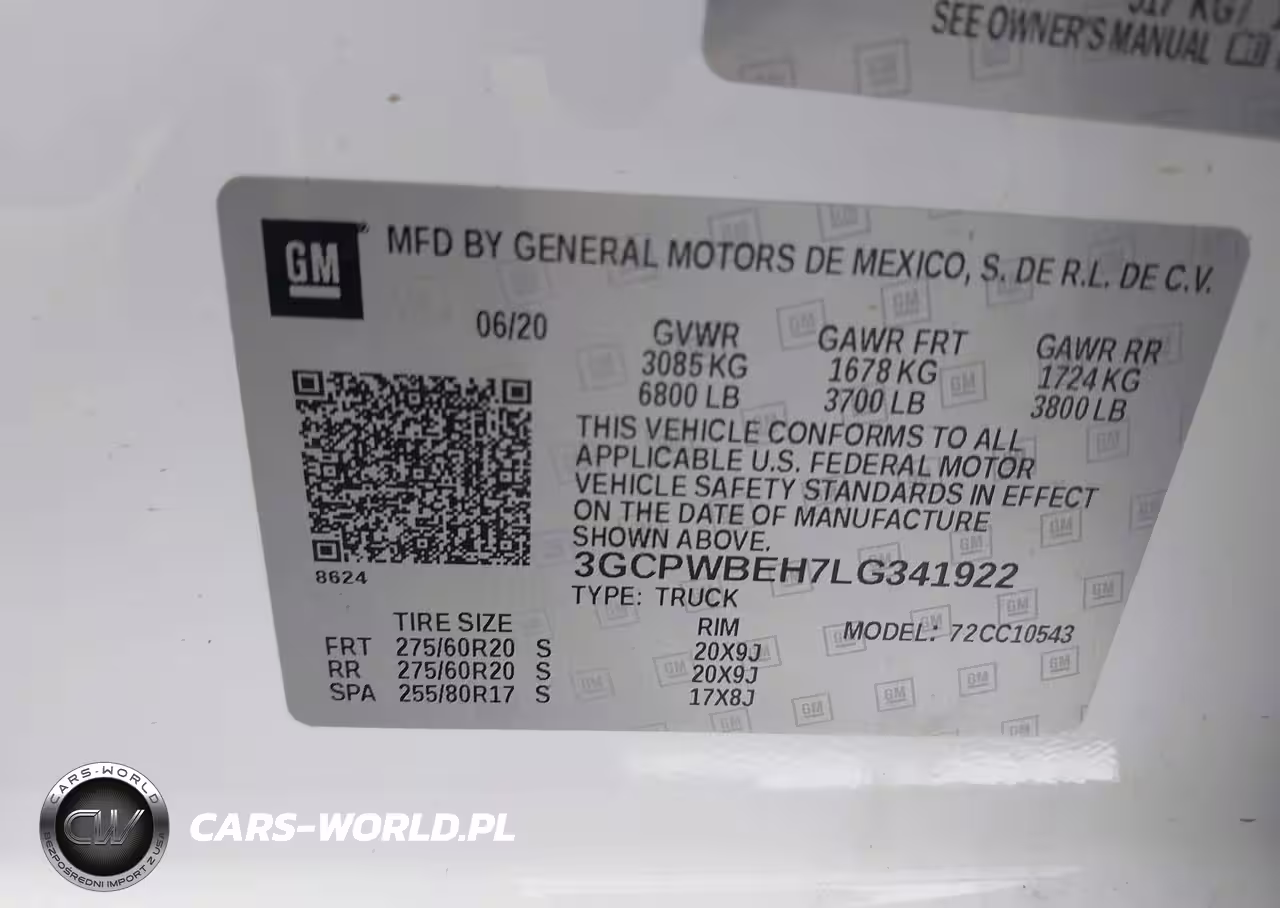 317 KG/
SEE OWNER'S MANUAL
GM
MFD BY GENERAL MOTORS DE MEXICO, S. DE R.L. DE C.V.
06/20
GVWR GAWR FRT GAWR RR
3085 KG 1678 KG 1724 KG
6800 LB 3700 LB 3800 LB
THIS VEHICLE CONFORMS TO ALL
APPLICABLE U.S. FEDERAL MOTOR
VEHICLE SAFETY STANDARDS IN EFFECT
ON THE DATE OF MANUFACTURE
SHOWN ABOVE.
8624
3GCPWBEH7LG341922
TYPE: TRUCK
TIRE SIZE RIM MODEL: 72CC10543
FRT 275/60R20 S 20X9J
RR 275/60R20 S 20X9J
SPA 255/80R17 S 17X8J
CARS-WORLD
CW
BEZPOŚREDNI IMPORT Z USA
CARS-WORLD.PL